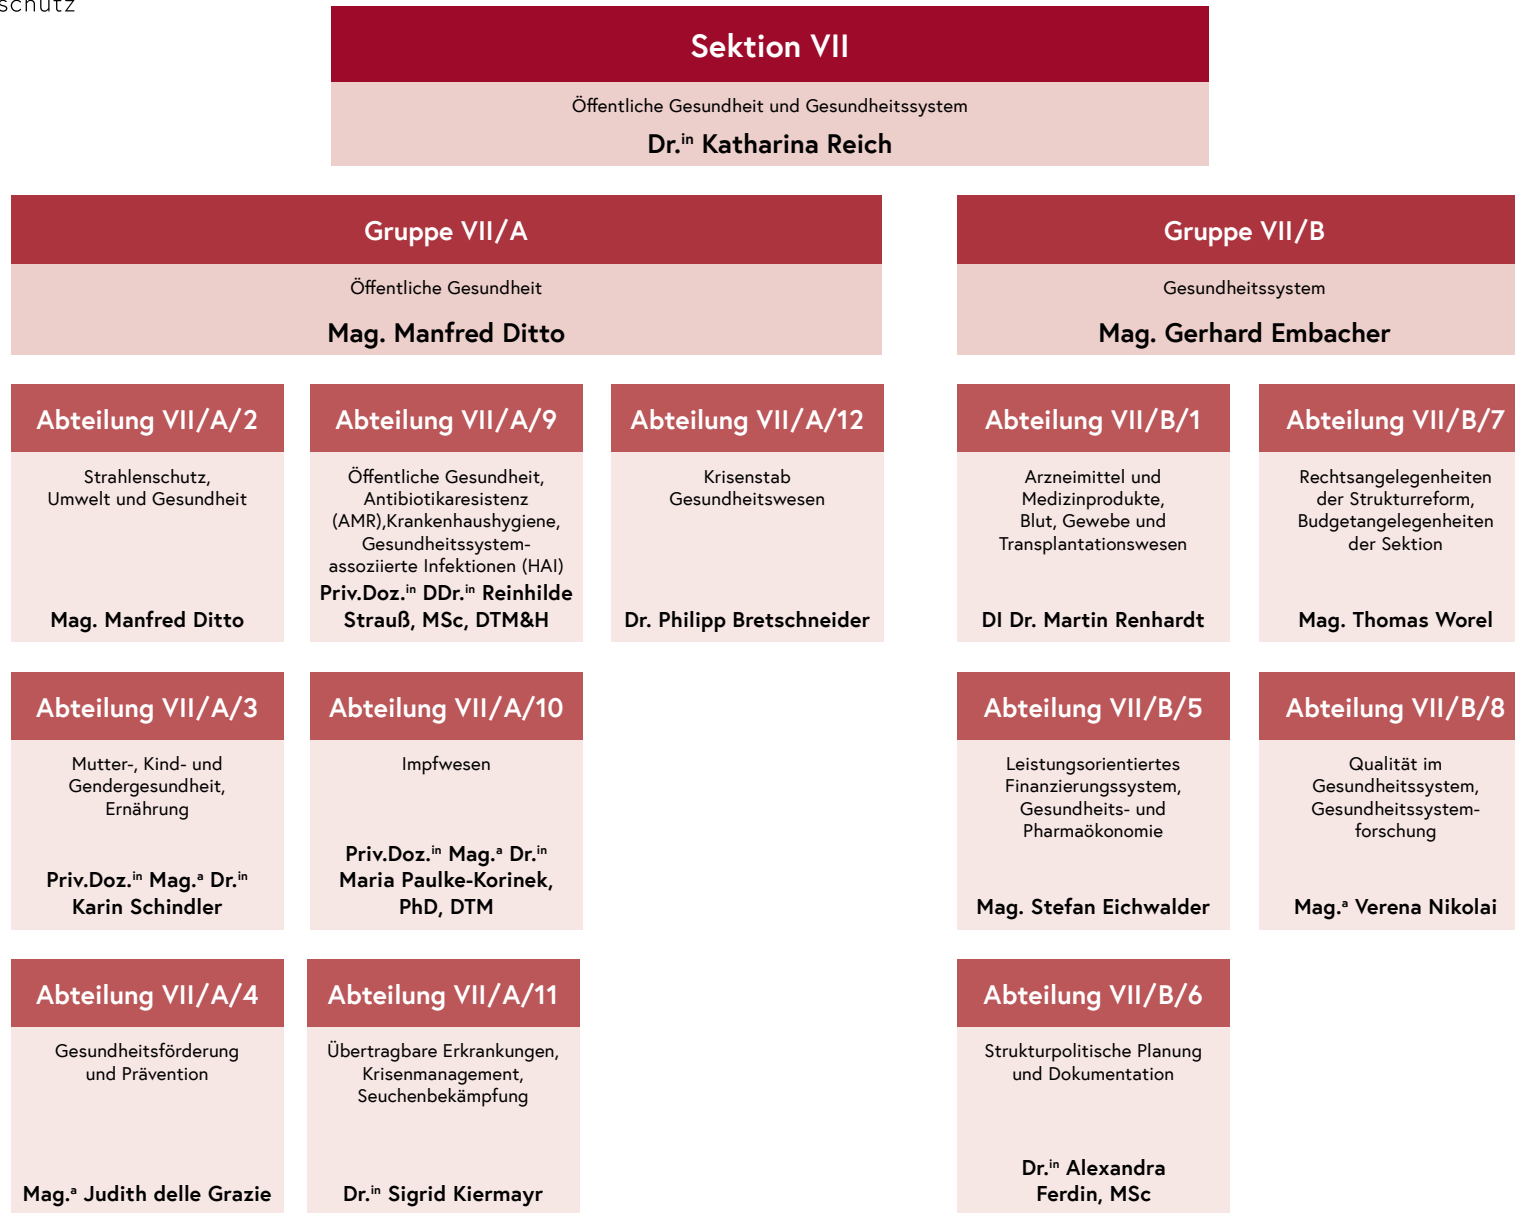 schutz
Sektion VII
Öffentliche Gesundheit und Gesundheitssystem
Dr.ⁱⁿ Katharina Reich
Gruppe VII/A
Öffentliche Gesundheit
Mag. Manfred Ditto
Gruppe VII/B
Gesundheitssystem
Mag. Gerhard Embacher
Abteilung VII/A/2
Strahlenschutz,
Umwelt und Gesundheit
Mag. Manfred Ditto
Abteilung VII/A/9
Öffentliche Gesundheit,
Antibiotikaresistenz
(AMR),Krankenhaushygiene,
Gesundheitssystem-
assoziierte Infektionen (HAI)
Priv.Doz.ⁱⁿ DDr.ⁱⁿ Reinhilde
Strauß, MSc, DTM&H
Abteilung VII/A/12
Krisenstab
Gesundheitswesen
Dr. Philipp Bretschneider
Abteilung VII/B/1
Arzneimittel und
Medizinprodukte,
Blut, Gewebe und
Transplantationswesen
DI Dr. Martin Renhardt
Abteilung VII/B/7
Rechtsangelegenheiten
der Strukturreform,
Budgetangelegenheiten
der Sektion
Mag. Thomas Worel
Abteilung VII/A/3
Mutter-, Kind- und
Gendergesundheit,
Ernährung
Priv.Doz.ⁱⁿ Mag.ᵃ Dr.ⁱⁿ
Karin Schindler
Abteilung VII/A/10
Impfwesen
Priv.Doz.ⁱⁿ Mag.ᵃ Dr.ⁱⁿ
Maria Paulke-Korinek,
PhD, DTM
Abteilung VII/B/5
Leistungsorientiertes
Finanzierungssystem,
Gesundheits- und
Pharmaökonomie
Mag. Stefan Eichwalder
Abteilung VII/B/8
Qualität im
Gesundheitssystem,
Gesundheitssystem-
forschung
Mag.ᵃ Verena Nikolai
Abteilung VII/A/4
Gesundheitsförderung
und Prävention
Mag.ᵃ Judith delle Grazie
Abteilung VII/A/11
Übertragbare Erkrankungen,
Krisenmanagement,
Seuchenbekämpfung
Dr.ⁱⁿ Sigrid Kiermayr
Abteilung VII/B/6
Strukturpolitische Planung
und Dokumentation
Dr.ⁱⁿ Alexandra
Ferdin, MSc